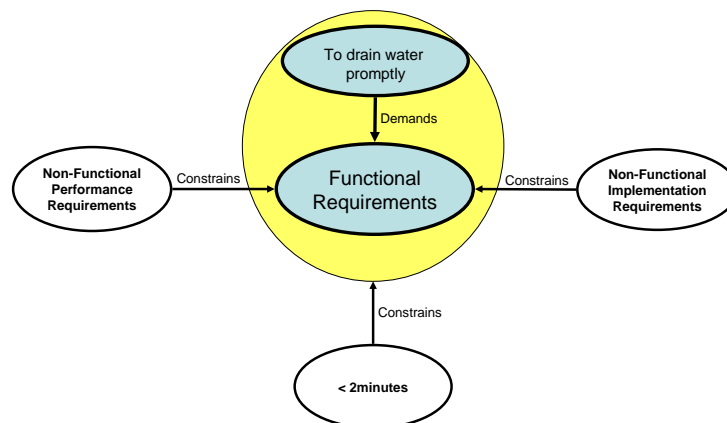 To drain water
promptly
Demands
Non-Functional
Performance
Requirements
Constrains
Functional
Requirements
Constrains
Non-Functional
Implementation
Requirements
Constrains
< 2minutes